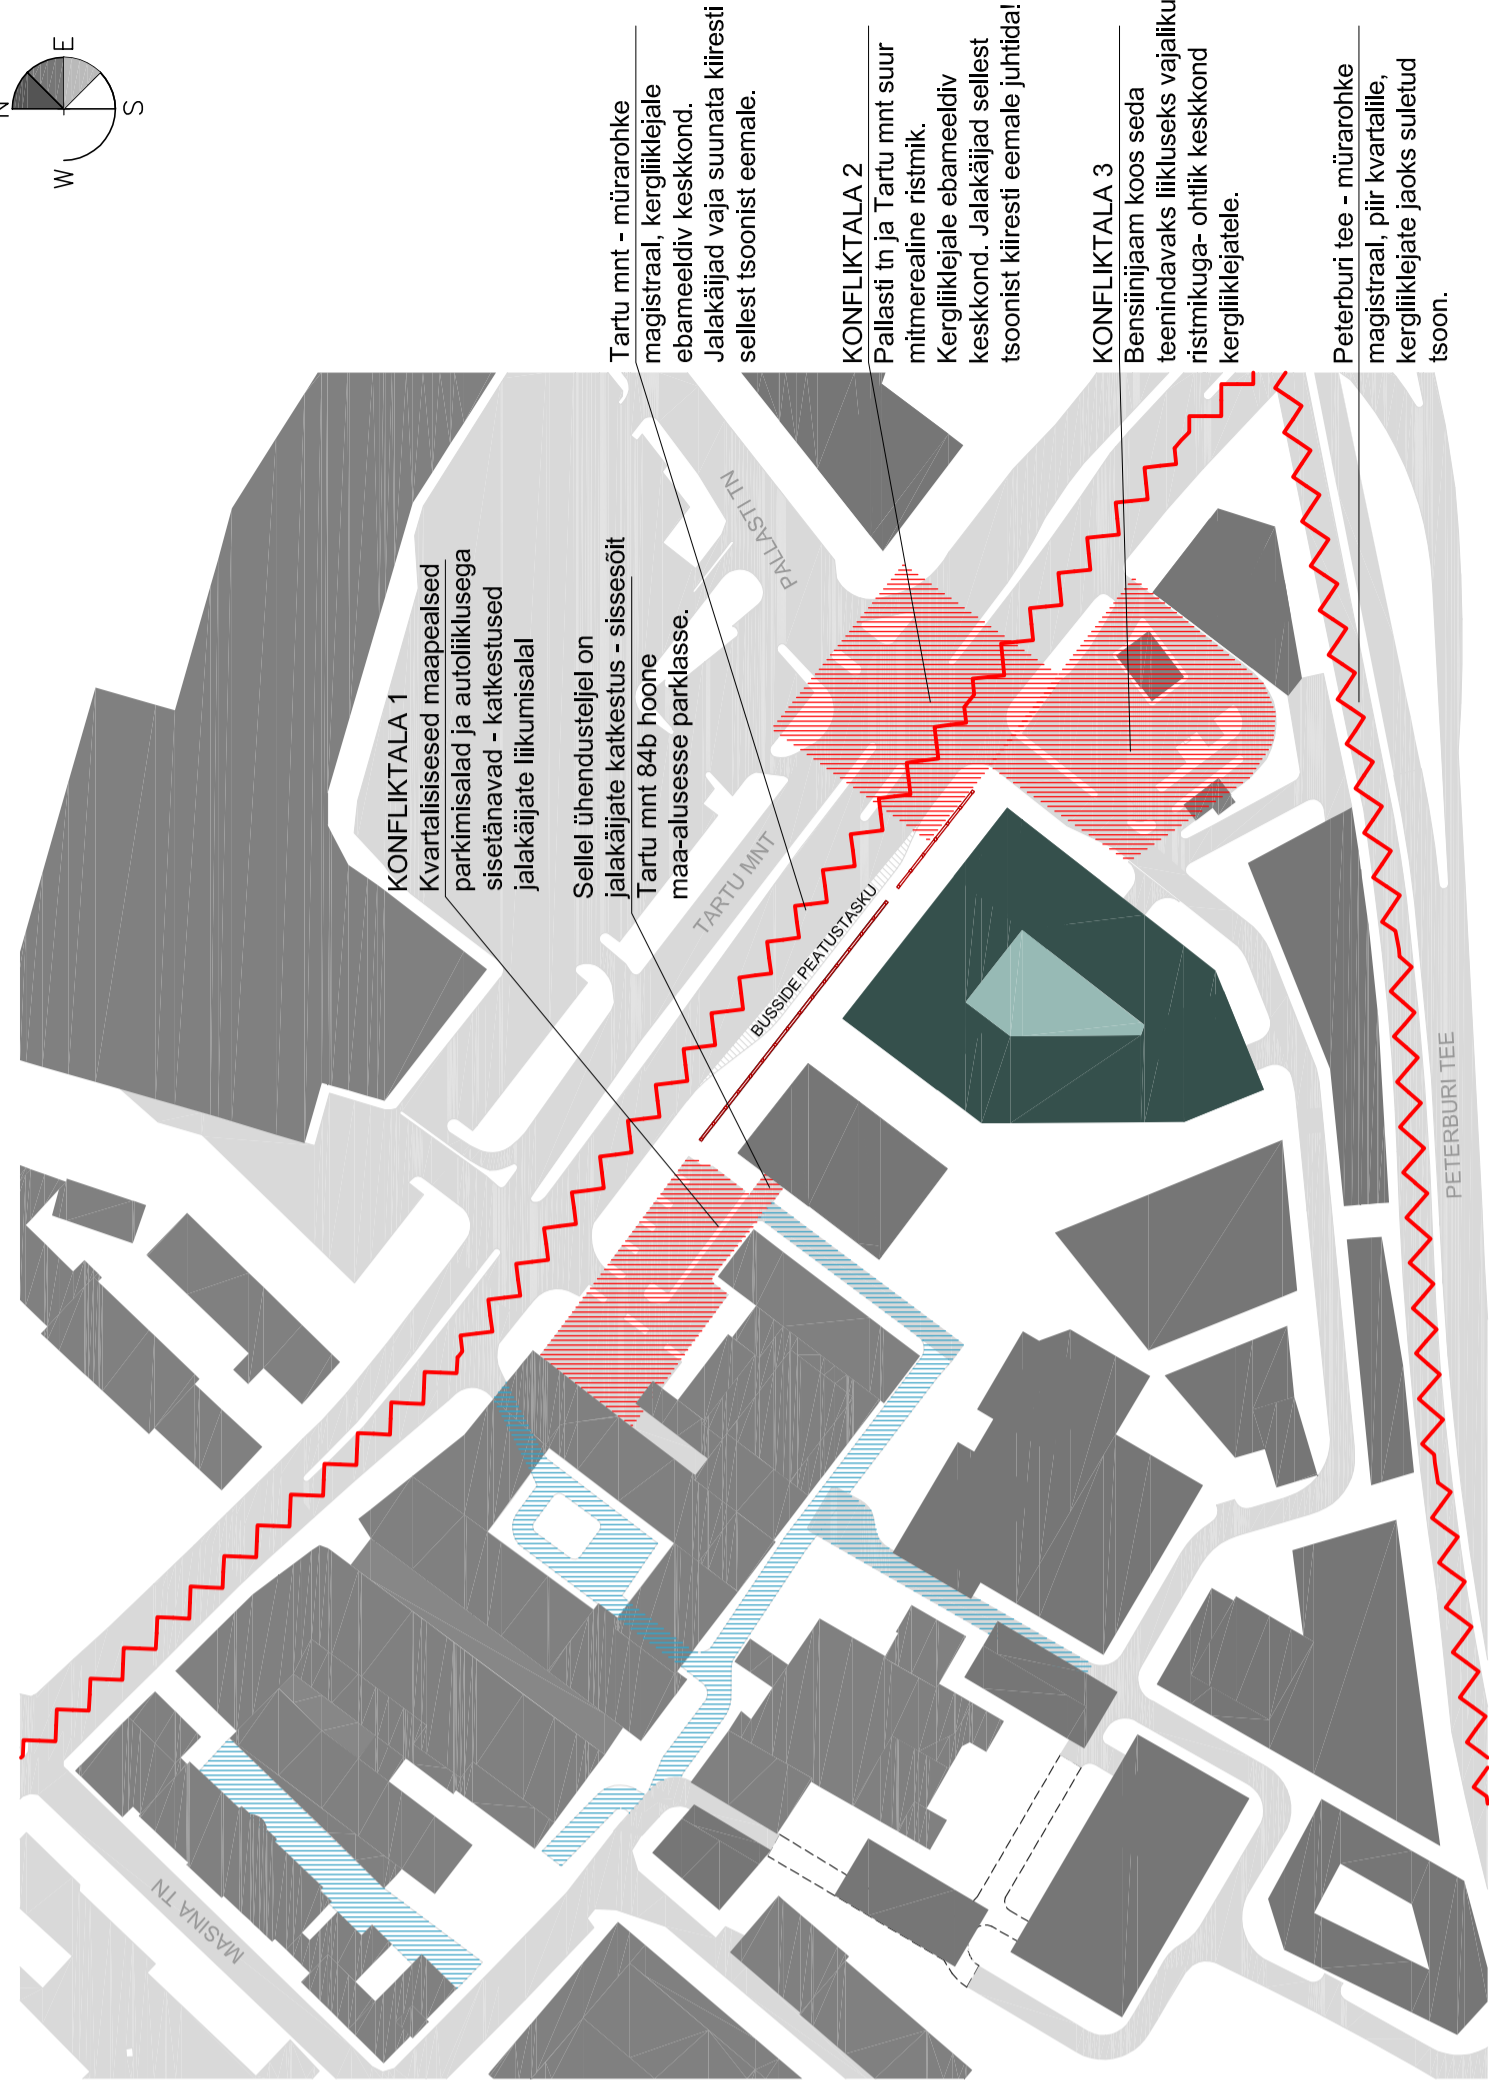 N
E
S
W
Tartu mnt - mürarohke
magistraal, kergliiklejale
ebameeldiv keskkond.
Jalakäijad vaja suunata kiiresti
sellest tsoonist eemale.
KONFLIKTALA 2
Pallasti tn ja Tartu mnt suur
mitmerealine ristmik.
Kergliiklejale ebameeldiv
keskkond. Jalakäijad sellest
tsoonist kiiresti eemale juhtida!
KONFLIKTALA 3
Bensiinijaam koos seda
teenindavaks liikluseks vajaliku
ristmikuga- ohtlik keskkond
kergliiklejatele.
Peterburi tee - mürarohke
magistraal, piir kvartalile,
kergliiklejate jaoks suletud
tsoon.
KONFLIKTALA 1
Kvartalisisesed maapealsed
parkimisalad ja autoliiklusega
sisetänavad - katkestused
jalakäijate liikumisalal
Sellel ühendusteljel on
jalakäijate katkestus - sissesõit
Tartu mnt 84b hoone
maa-alusesse parklasse.
PALLASTI TN
TARTU MNT
BUSSIDE PEATUSTASKU
PETERBURI TEE
MASINA TN